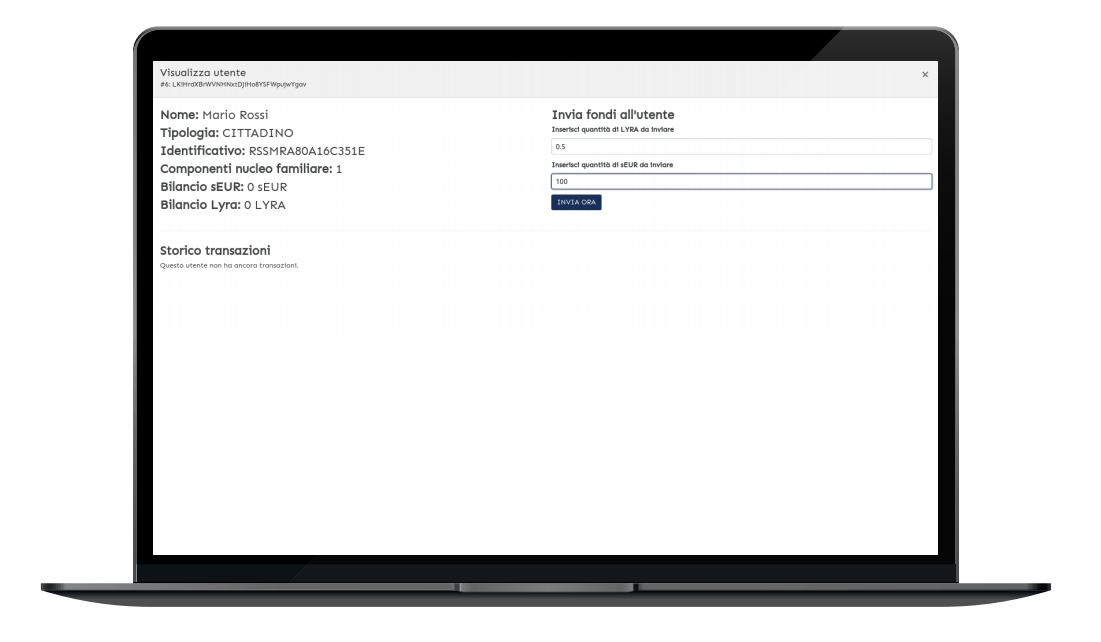 Visualizza utente
×
Nome: Mario Rossi
Tipologia: CITTADINO
Identificativo: RSSMRA80A16C351E
Componenti nucleo familiare: 1
Bilancio sEUR: 0 sEUR
Bilancio Lyra: 0 LYRA
Invia fondi all'utente
Inserisci quantità di LYRA da inviare
0.5
Inserisci quantità di sEUR da inviare
100
INVIA ORA
Storico transazioni
Questo utente non ha ancora transazioni.